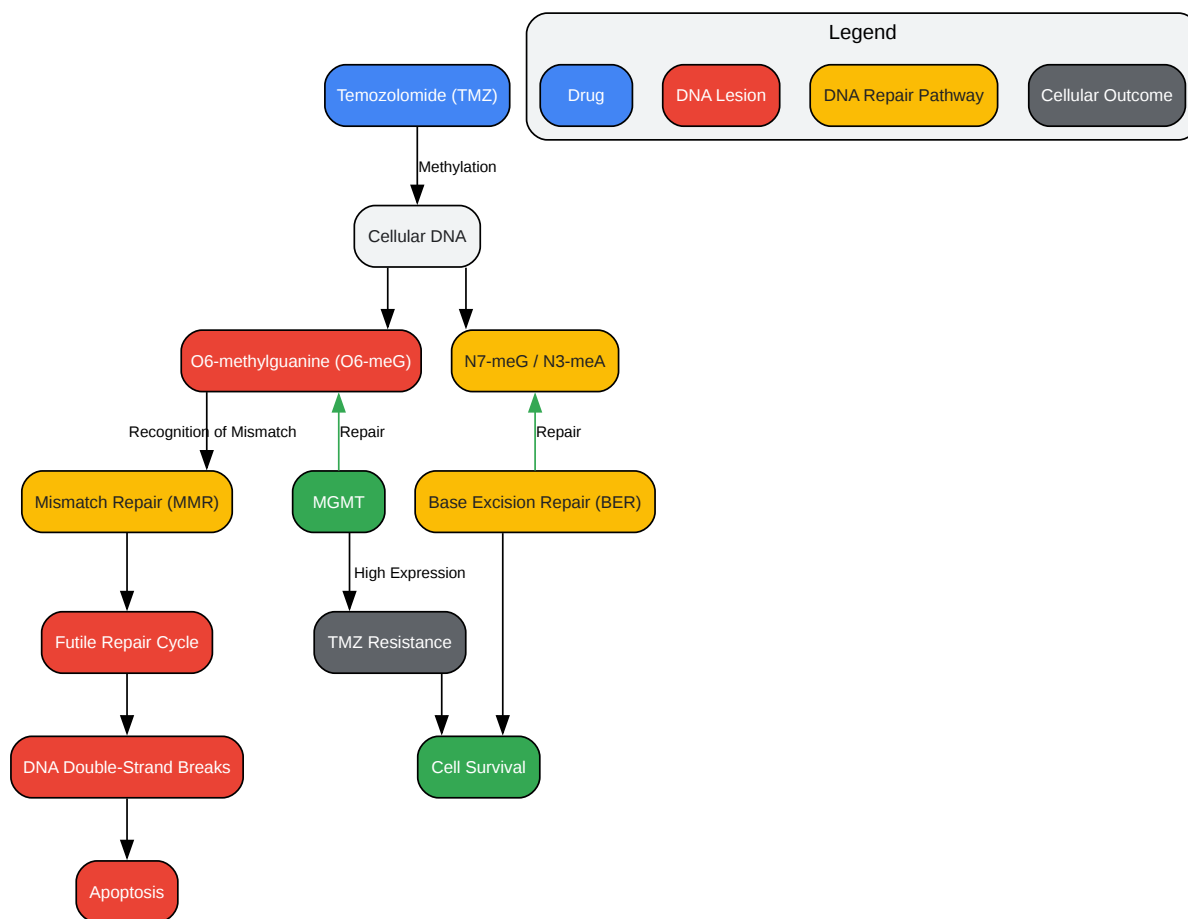 Legend
Temozolomide (TMZ)
Drug
DNA Lesion
DNA Repair Pathway
Cellular Outcome
Methylation
Cellular DNA
O6-methylguanine (O6-meG)
N7-meG / N3-meA
Recognition of Mismatch
Repair
Repair
Mismatch Repair (MMR)
MGMT
Base Excision Repair (BER)
High Expression
Futile Repair Cycle
TMZ Resistance
DNA Double-Strand Breaks
Cell Survival
Apoptosis